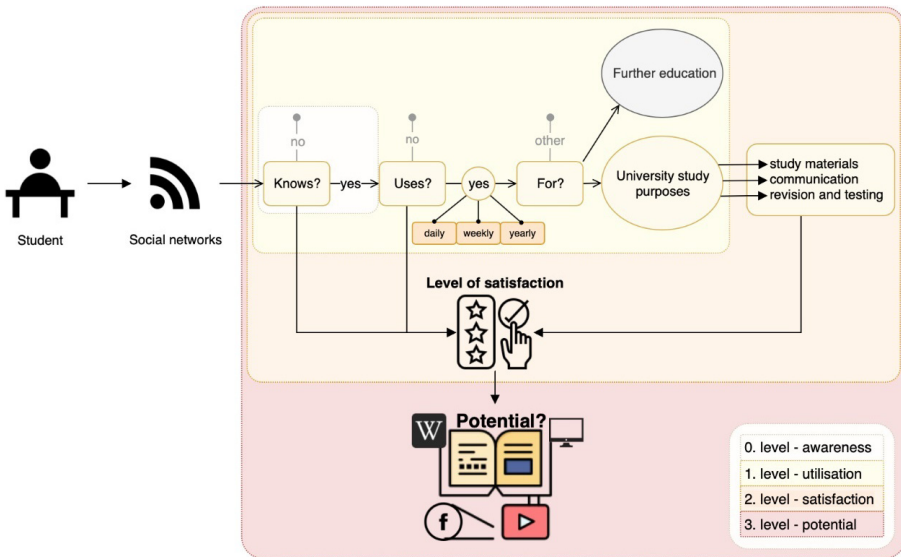 Further education
no
no
other
Knows?
yes
Uses?
yes
For?
University study
purposes
study materials
communication
revision and testing
daily
weekly
yearly
Student
Social networks
Level of satisfaction
Potential?
W
f
0. level - awareness
1. level - utilisation
2. level - satisfaction
3. level - potential